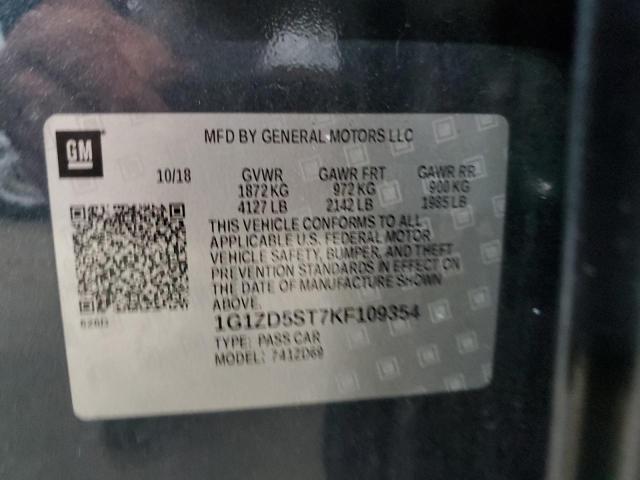 GM
MFD BY GENERAL MOTORS LLC
10/18 GVWR GAWR FRT GAWR RR
1872 KG 972 KG 900 KG
4127 LB 2142 LB 1985 LB
THIS VEHICLE CONFORMS TO ALL
APPLICABLE U.S. FEDERAL MOTOR
VEHICLE SAFETY, BUMPER, AND THEFT
PREVENTION STANDARDS IN EFFECT ON
THE DATE OF MANUFACTURE SHOWN
ABOVE.
1G1ZD5ST7KF109354
TYPE: PASS CAR
MODEL: 741ZD69